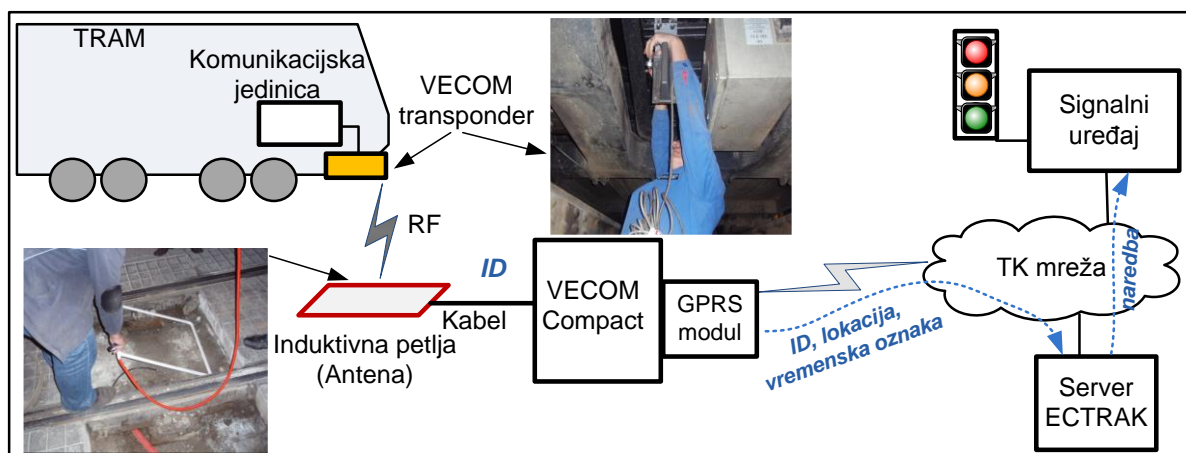 TRAM
Komunikacijska
jedinica
VECOM
transponder
RF
ID
Kabel
Induktivna petlja
(Antena)
VECOM
Compact
GPRS
modul
ID, lokacija,
vremenska oznaka
TK mreža
naredba
Signalni
uređaj
Server
ECTRAK